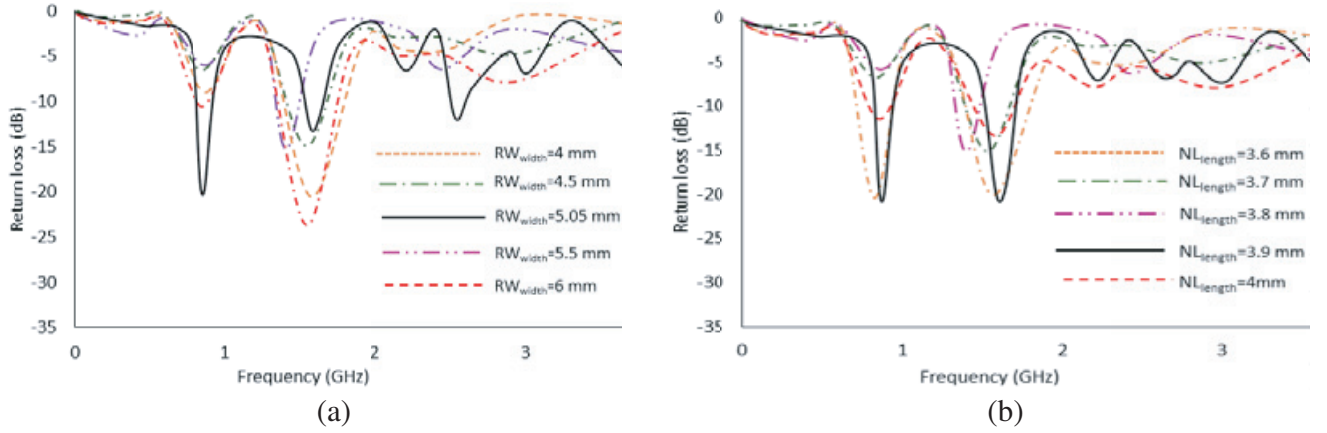 0
-5
-10
-15
-20
-25
-30
-35
Return loss (dB)
RWwidth=4 mm
RWwidth=4.5 mm
RWwidth=5.05 mm
RWwidth=5.5 mm
RWwidth=6 mm
0 1 2 3
Frequency (GHz)
(a)
0
-5
-10
-15
-20
-25
-30
-35
Return loss (dB)
NLlength=3.6 mm
NLlength=3.7 mm
NLlength=3.8 mm
NLlength=3.9 mm
NLlength=4mm
0 1 2 3
Frequency (GHz)
(b)